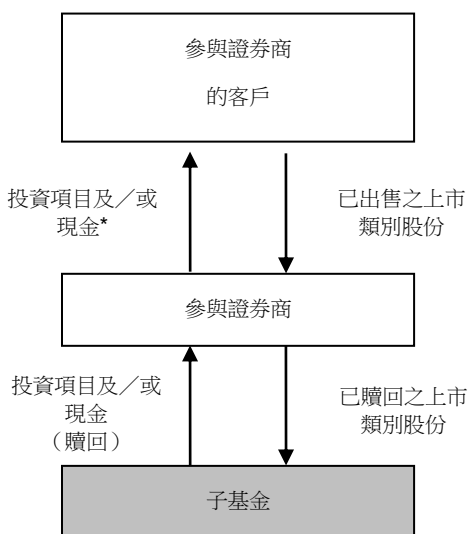 參與證券商
的客戶
投資項目及／或
現金*
已出售之上市
類別股份
參與證券商
投資項目及／或
現金
（贖回）
已贖回之上市
類別股份
子基金